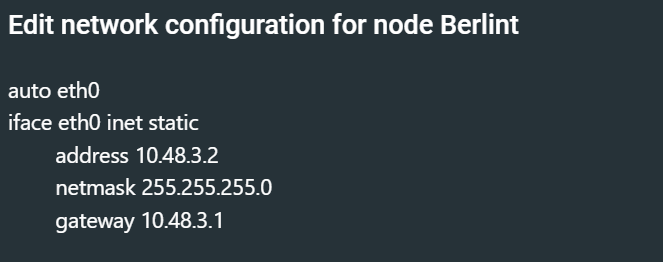 Edit network configuration for node Berlint
auto eth0
iface eth0 inet static
address 10.48.3.2
netmask 255.255.255.0
gateway 10.48.3.1